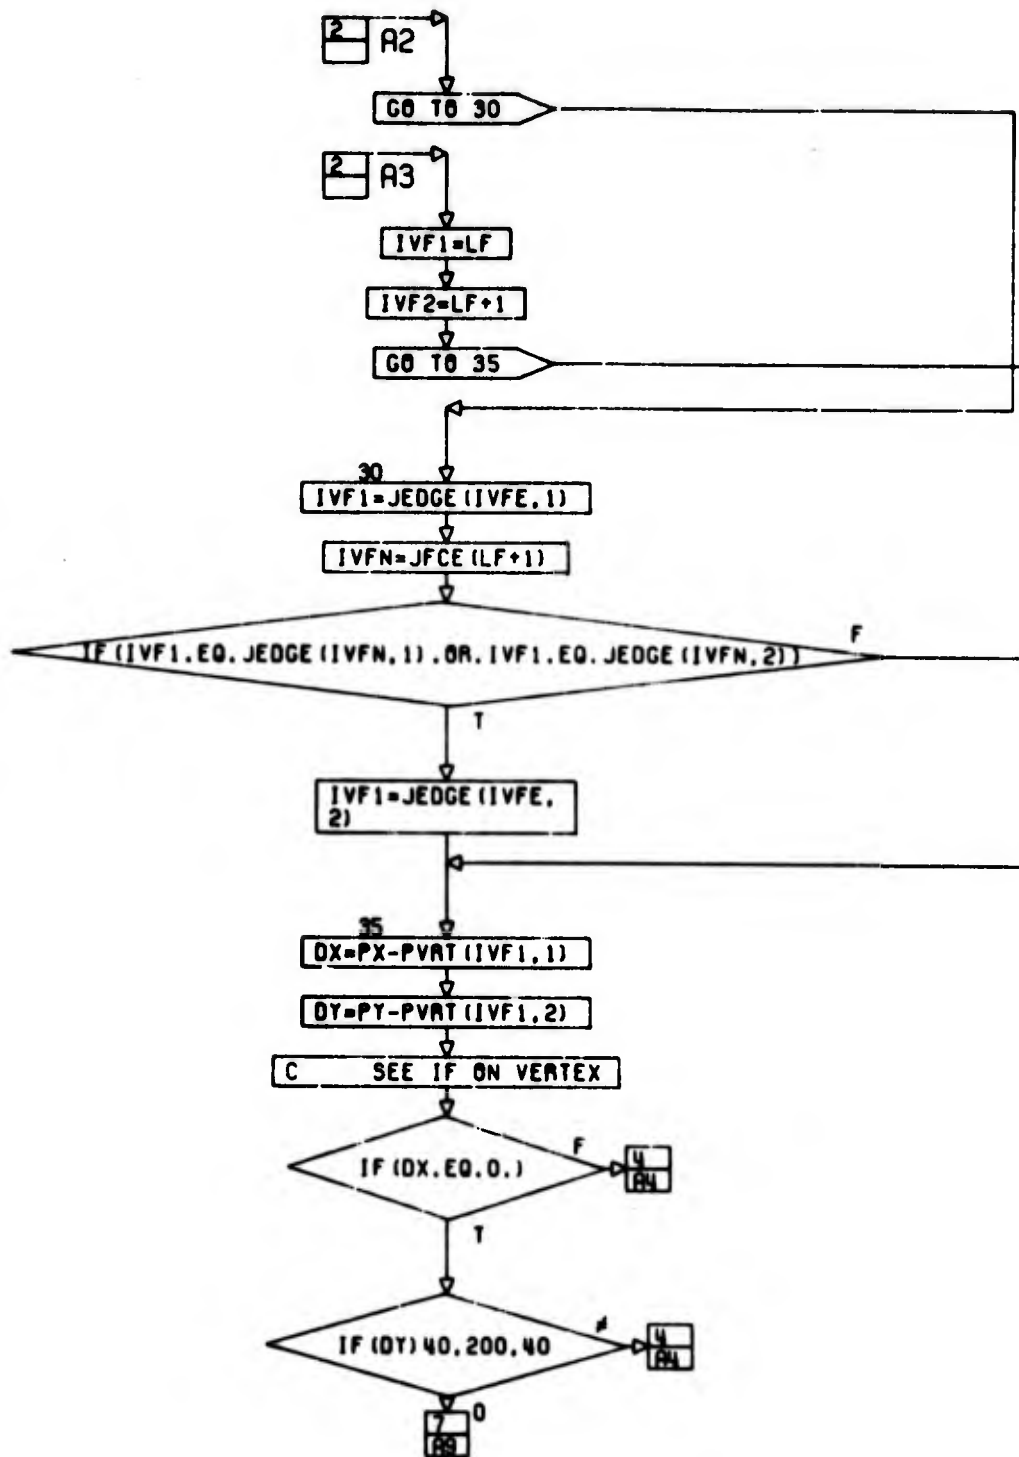 2
A2
GO TO 30
2
A3
IVF1=LF
IVF2=LF+1
GO TO 35
30
IVF1=JEDGE(IVFE,1)
IVFN=JFCE(LF+1)
F
IF(IVF1.EQ.JEDGE(IVFN,1).OR.IVF1.EQ.JEDGE(IVFN,2))
T
IVF1=JEDGE(IVFE,
2)
35
DX=PX-PVRT(IVF1,1)
DY=PY-PVRT(IVF1,2)
C SEE IF ON VERTEX
F
IF(DX.EQ.0.)
4
A4
T
≠
IF(DY)40,200,40
4
A4
0
7
A9